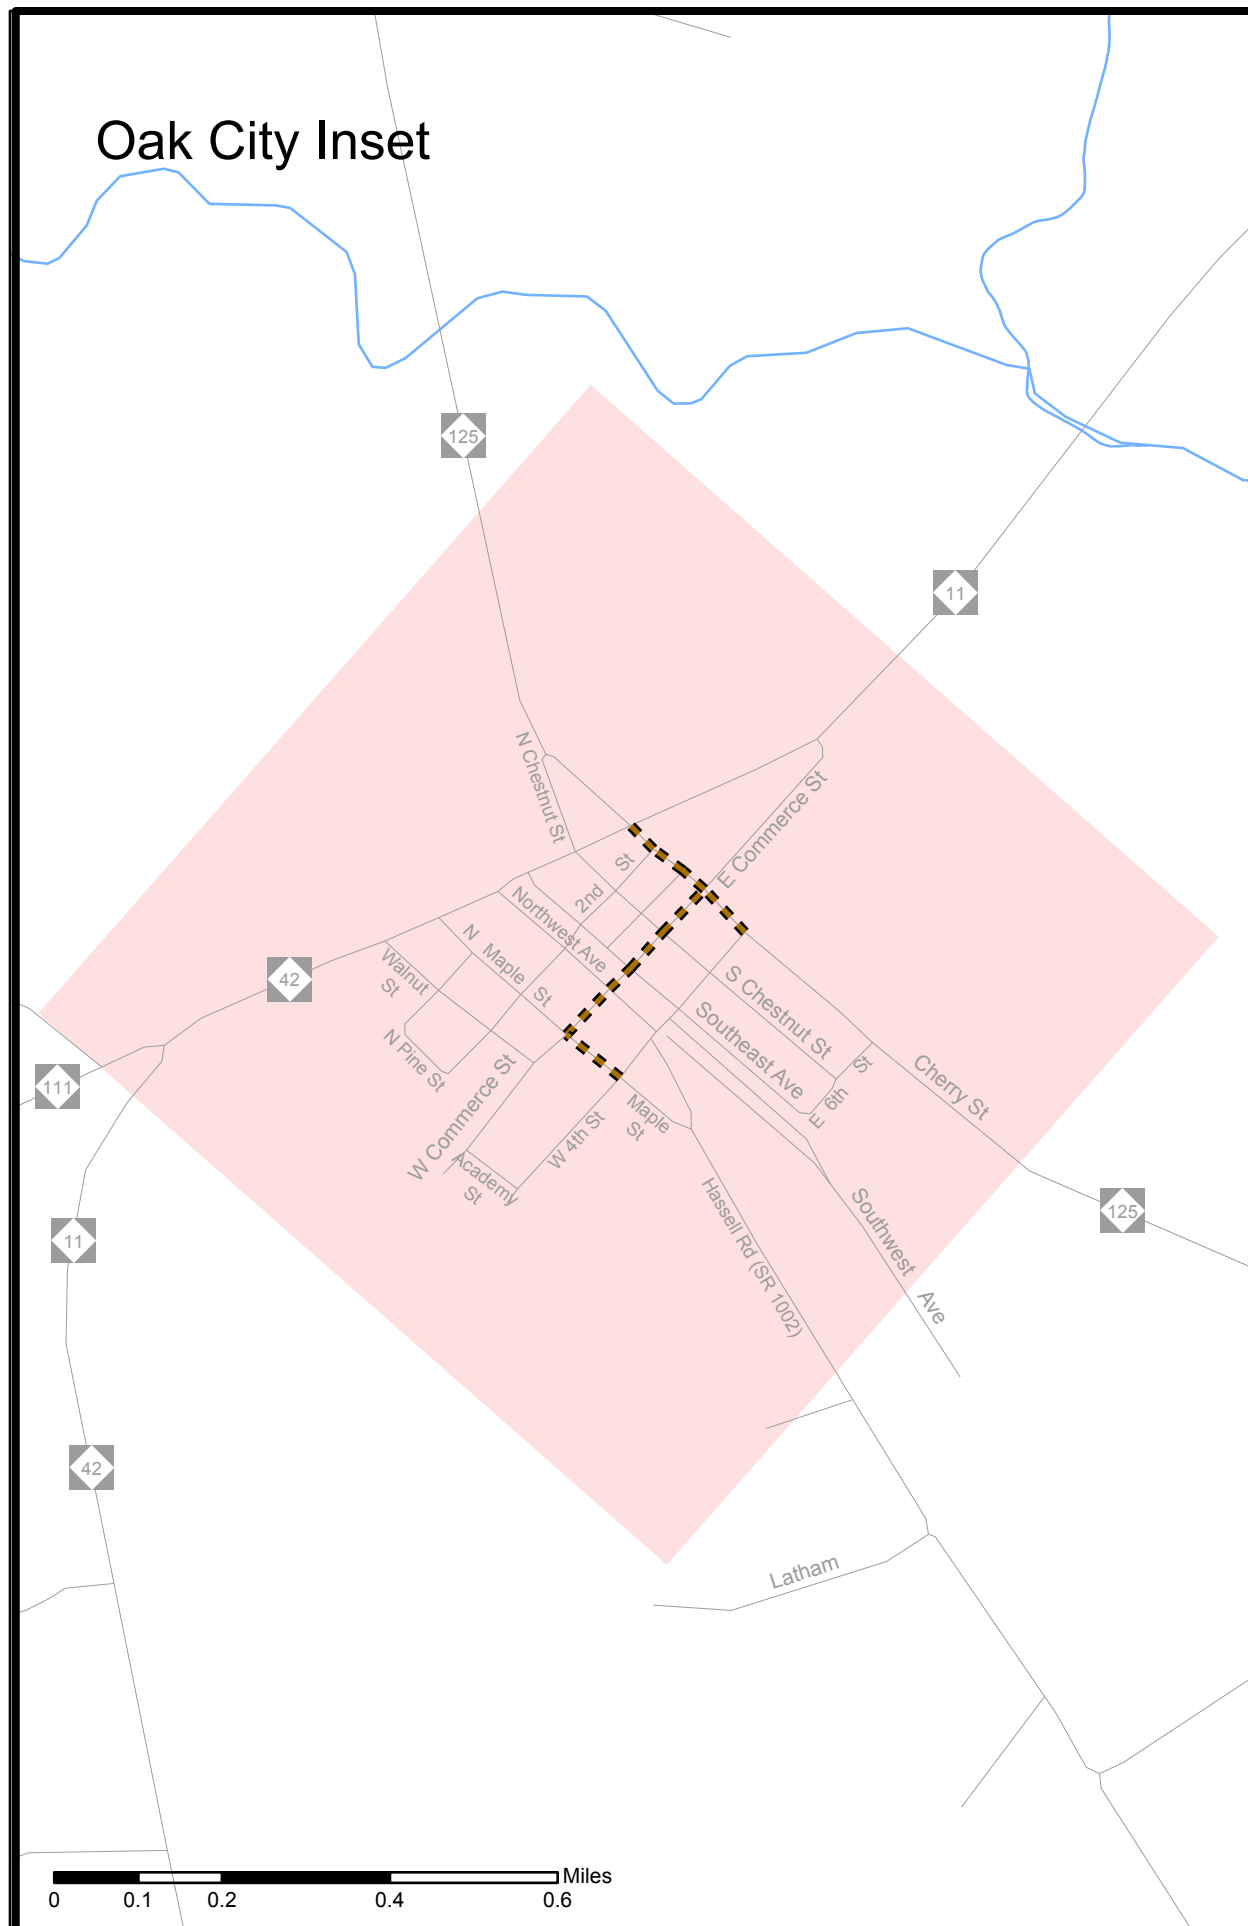 Oak City Inset
125
11
N Chestnut St
E Commerce St
2nd
St
Northwest Ave
N
Maple
St
Walnut
St
42
S Chestnut St
Southeast Ave
N Pine St
St
6th
E
Cherry St
111
W Commerce St
Maple
St
W 4th St
Academy
St
Hassell Rd (SR 1002)
Southwest
Ave
125
11
42
Latham
Miles
0
0.1
0.2
0.4
0.6